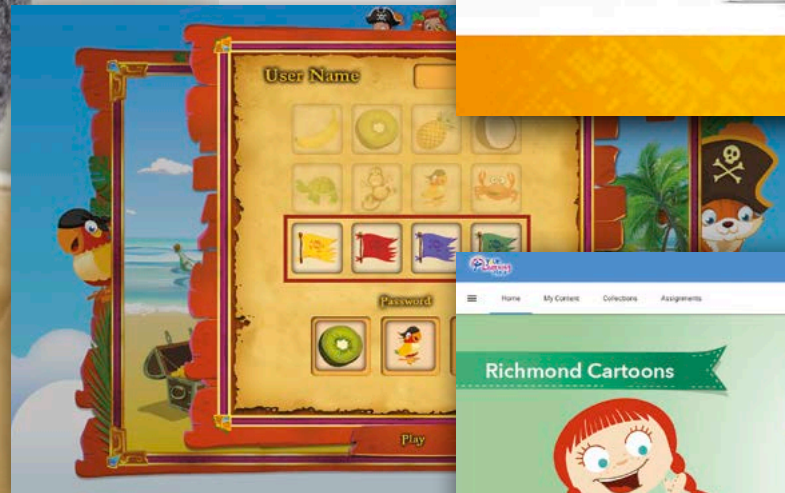 User Name
Password
Play
Home My Content Collections Assignments
Richmond Cartoons